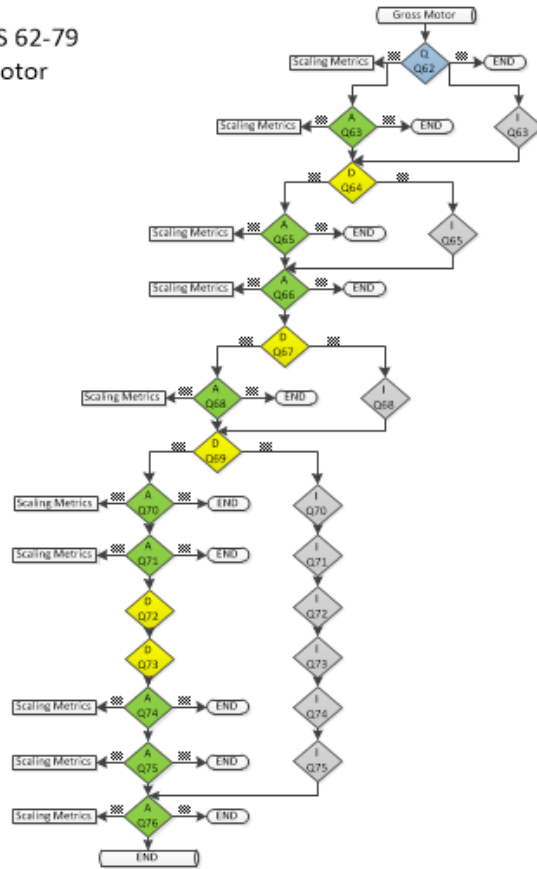 Gross Motor
S 62-79
otor
Scaling Metrics
Q
Q62
END
Scaling Metrics
A
Q63
END
I
Q63
D
Q64
Scaling Metrics
A
Q65
END
I
Q65
Scaling Metrics
A
Q66
END
D
Q67
Scaling Metrics
A
Q68
END
I
Q68
D
Q69
Scaling Metrics
A
Q70
END
I
Q70
Scaling Metrics
A
Q71
END
I
Q71
D
Q72
I
Q72
D
Q73
I
Q73
Scaling Metrics
A
Q74
END
I
Q74
Scaling Metrics
A
Q75
END
I
Q75
Scaling Metrics
A
Q76
END
END